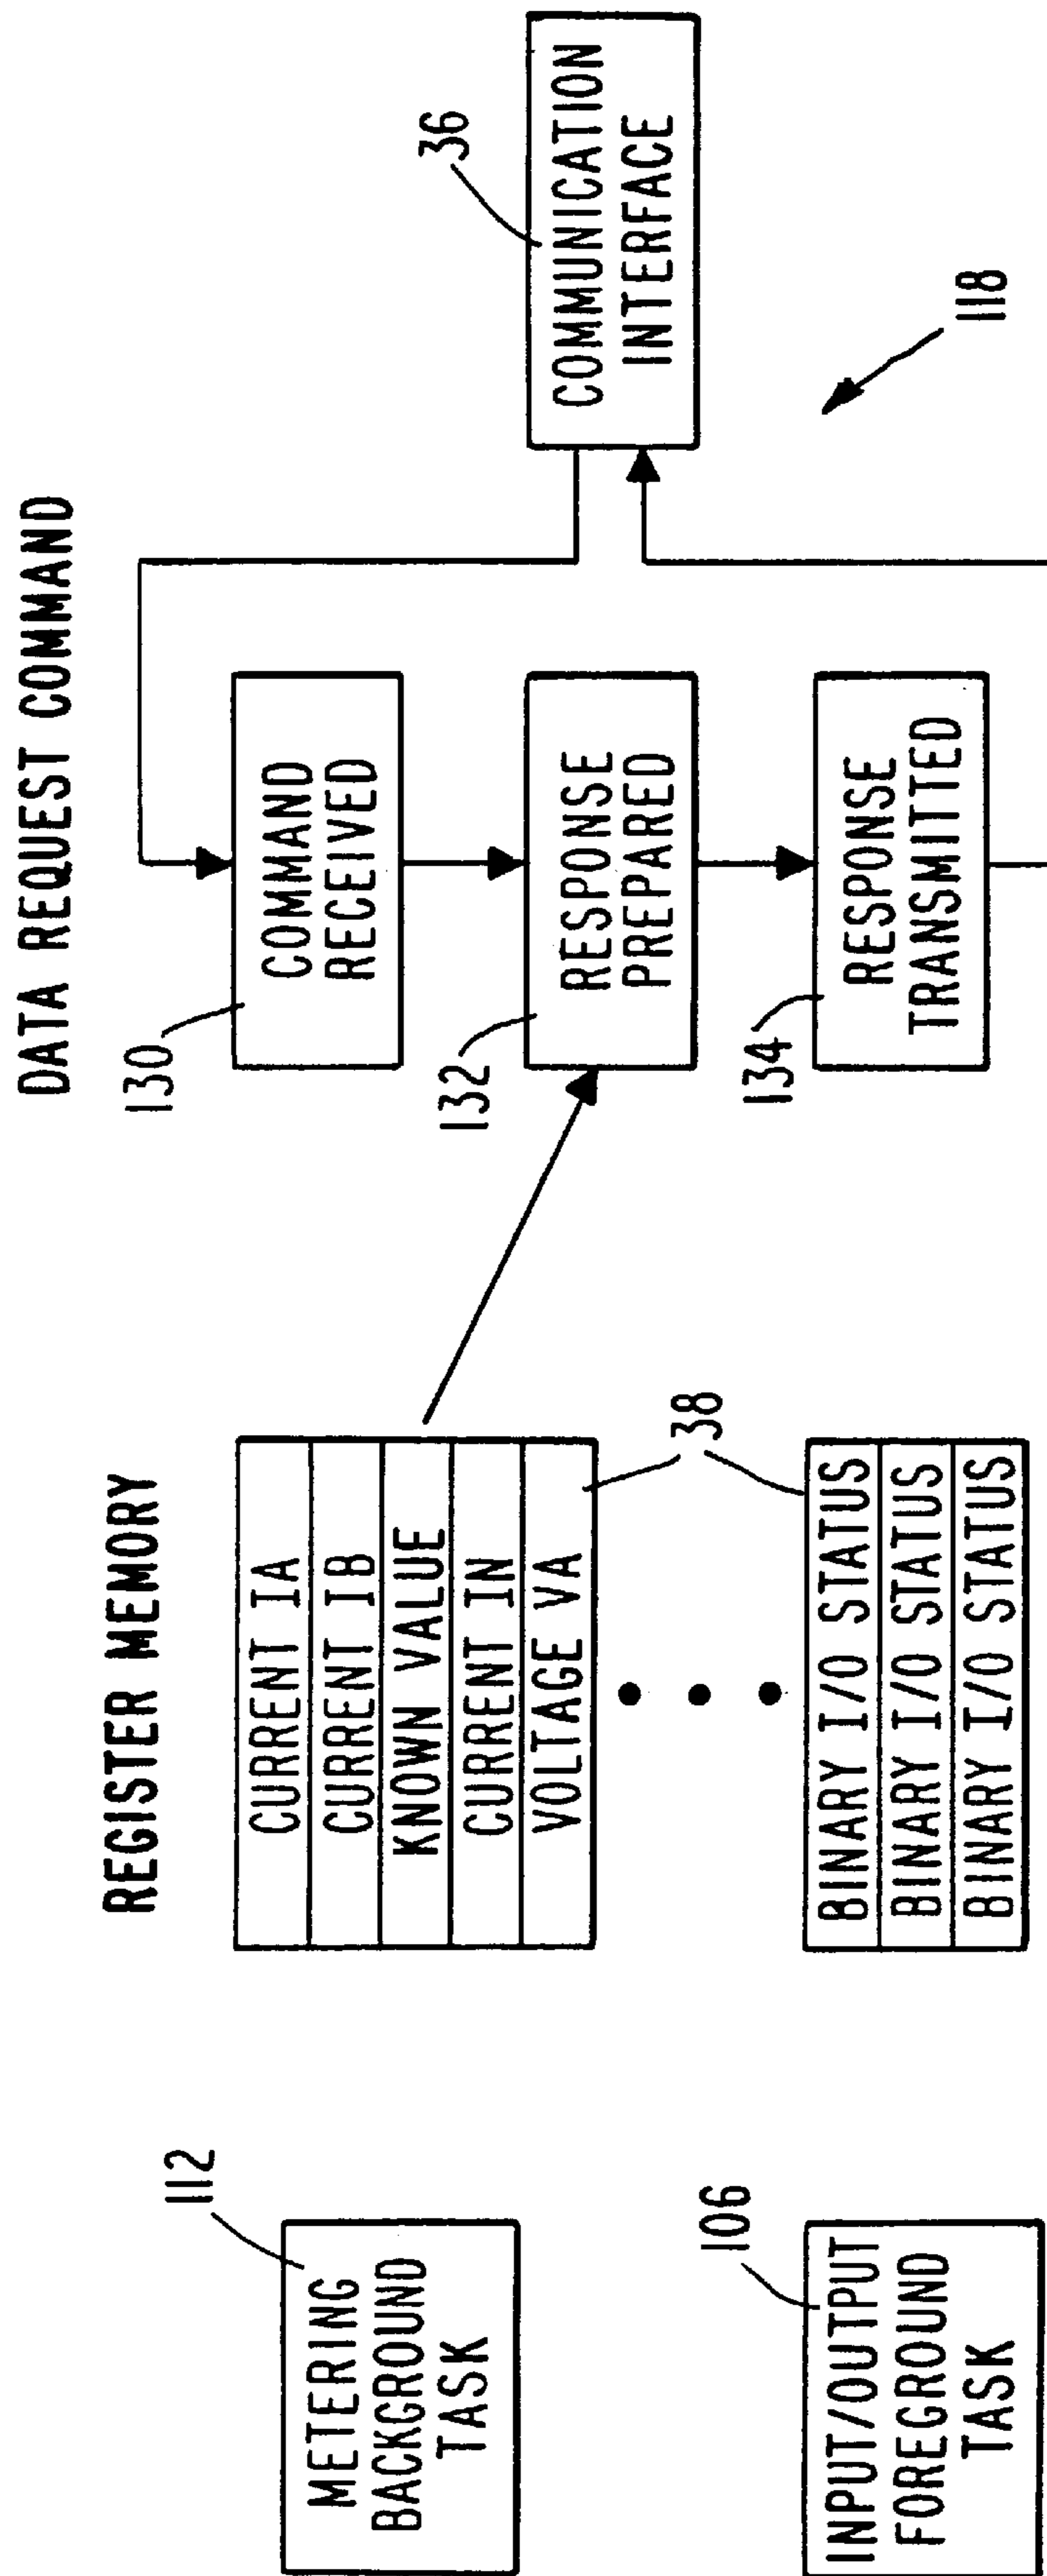 DATA REQUEST COMMAND
REGISTER MEMORY
112
METERING
BACKGROUND
TASK
106
INPUT/OUTPUT
FOREGROUND
TASK
CURRENT IA
CURRENT IB
KNOWN VALUE
CURRENT IN
VOLTAGE VA
38
BINARY I/O STATUS
BINARY I/O STATUS
BINARY I/O STATUS
130
COMMAND
RECEIVED
132
RESPONSE
PREPARED
134
RESPONSE
TRANSMITTED
36
COMMUNICATION
INTERFACE
118